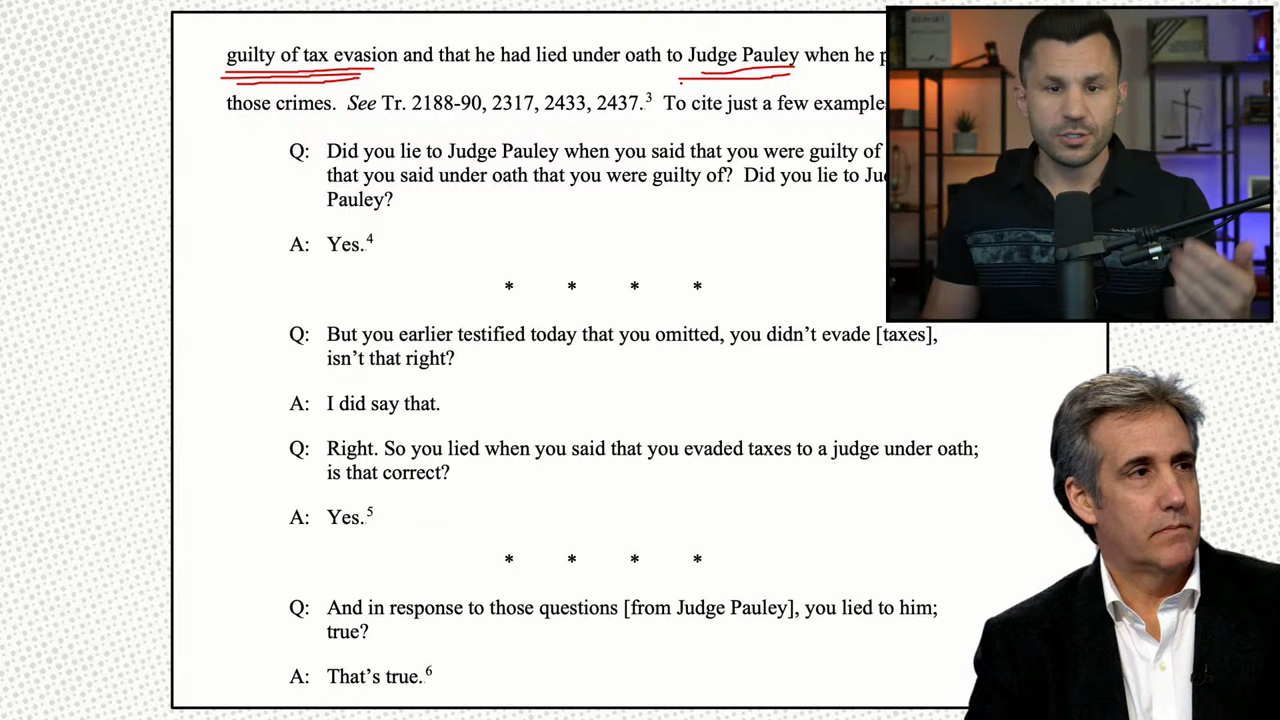 guilty of tax evasion and that he had lied under oath to Judge Pauley when he
those crimes. See Tr. 2188-90, 2317, 2433, 2437.³ To cite just a few example
Q: Did you lie to Judge Pauley when you said that you were guilty of
that you said under oath that you were guilty of? Did you lie to
Pauley?
A: Yes.⁴
* * * *
Q: But you earlier testified today that you omitted, you didn't evade [taxes],
isn't that right?
A: I did say that.
Q: Right. So you lied when you said that you evaded taxes to a judge under oath;
is that correct?
A: Yes.⁵
* * * *
Q: And in response to those questions [from Judge Pauley], you lied to him;
true?
A: That's true.⁶